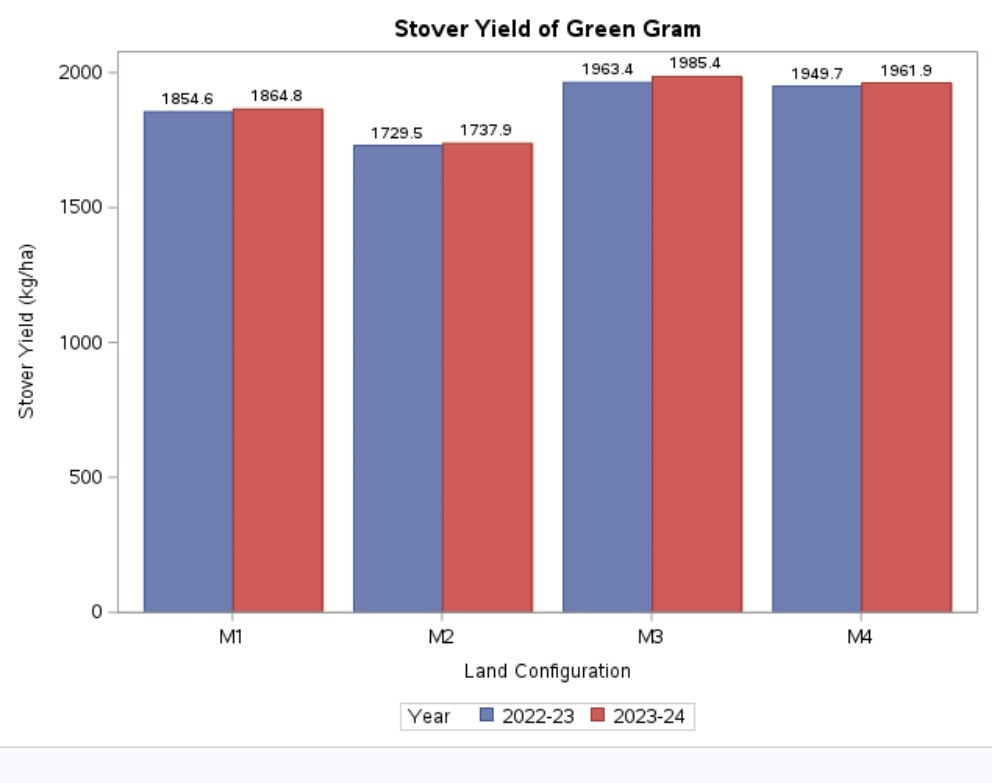 Stover Yield of Green Gram
1963.4 1985.4
1949.7 1961.9
1854.6 1864.8
1729.5 1737.9
2000
1500
1000
500
0
Stover Yield (kg/ha)
M1 M2 M3 M4
Land Configuration
Year 2022-23 2023-24